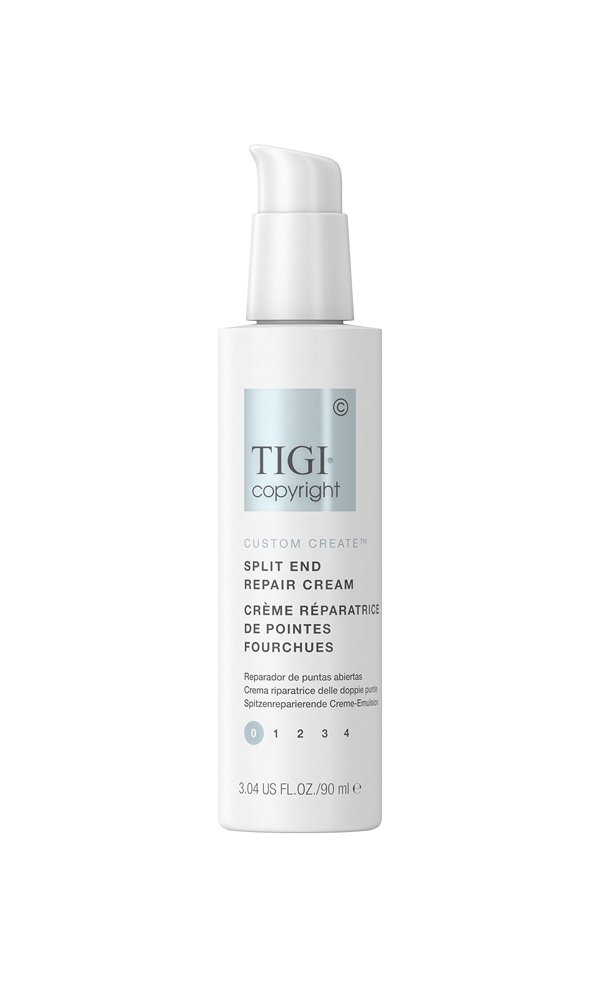 ©
TIGI®
copyright
CUSTOM CREATE™
SPLIT END
REPAIR CREAM
CRÈME RÉPARATRICE
DE POINTES
FOURCHUES
Reparador de puntas abiertas
Crema riparatrice delle doppie punte
Spitzenreparierende Creme-Emulsion
0 1 2 3 4
3.04 US FL.OZ./90 ml ℮